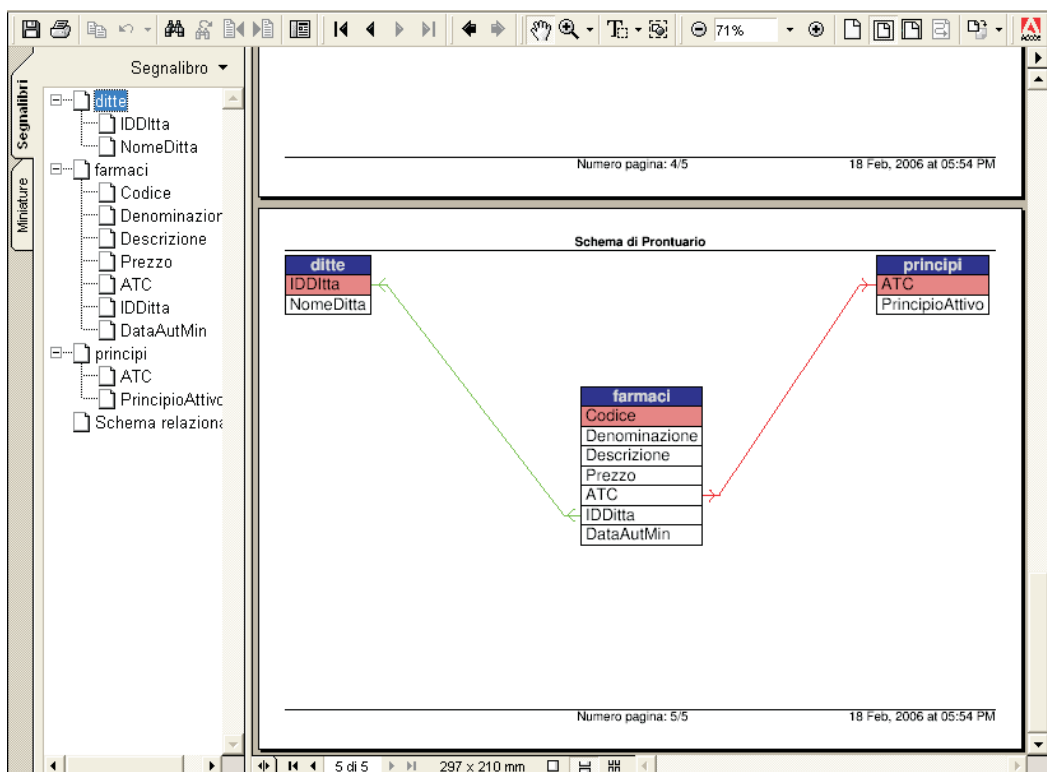 71%
Adobe
Segnalibri
Miniature
Segnalibro
ditte
IDDItta
NomeDitta
farmaci
Codice
Denominazion
Descrizione
Prezzo
ATC
IDDitta
DataAutMin
principi
ATC
PrincipioAttivo
Schema relaziona
Numero pagina: 4/5 18 Feb, 2006 at 05:54 PM
Schema di Prontuario
ditte
IDDItta
NomeDitta
principi
ATC
PrincipioAttivo
farmaci
Codice
Denominazione
Descrizione
Prezzo
ATC
IDDitta
DataAutMin
Numero pagina: 5/5 18 Feb, 2006 at 05:54 PM
5 di 5 297 x 210 mm